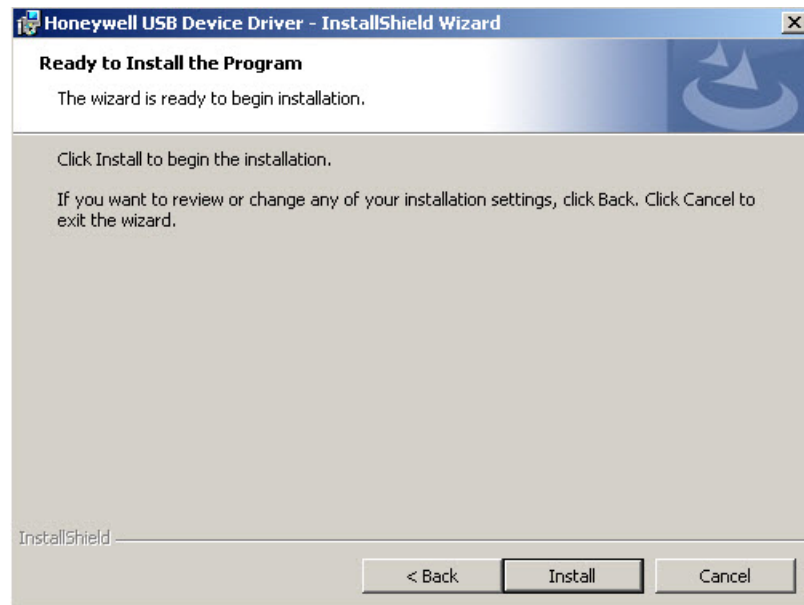 Honeywell USB Device Driver - InstallShield Wizard
Ready to Install the Program
The wizard is ready to begin installation.
Click Install to begin the installation.
If you want to review or change any of your installation settings, click Back. Click Cancel to
exit the wizard.
InstallShield
< Back
Install
Cancel